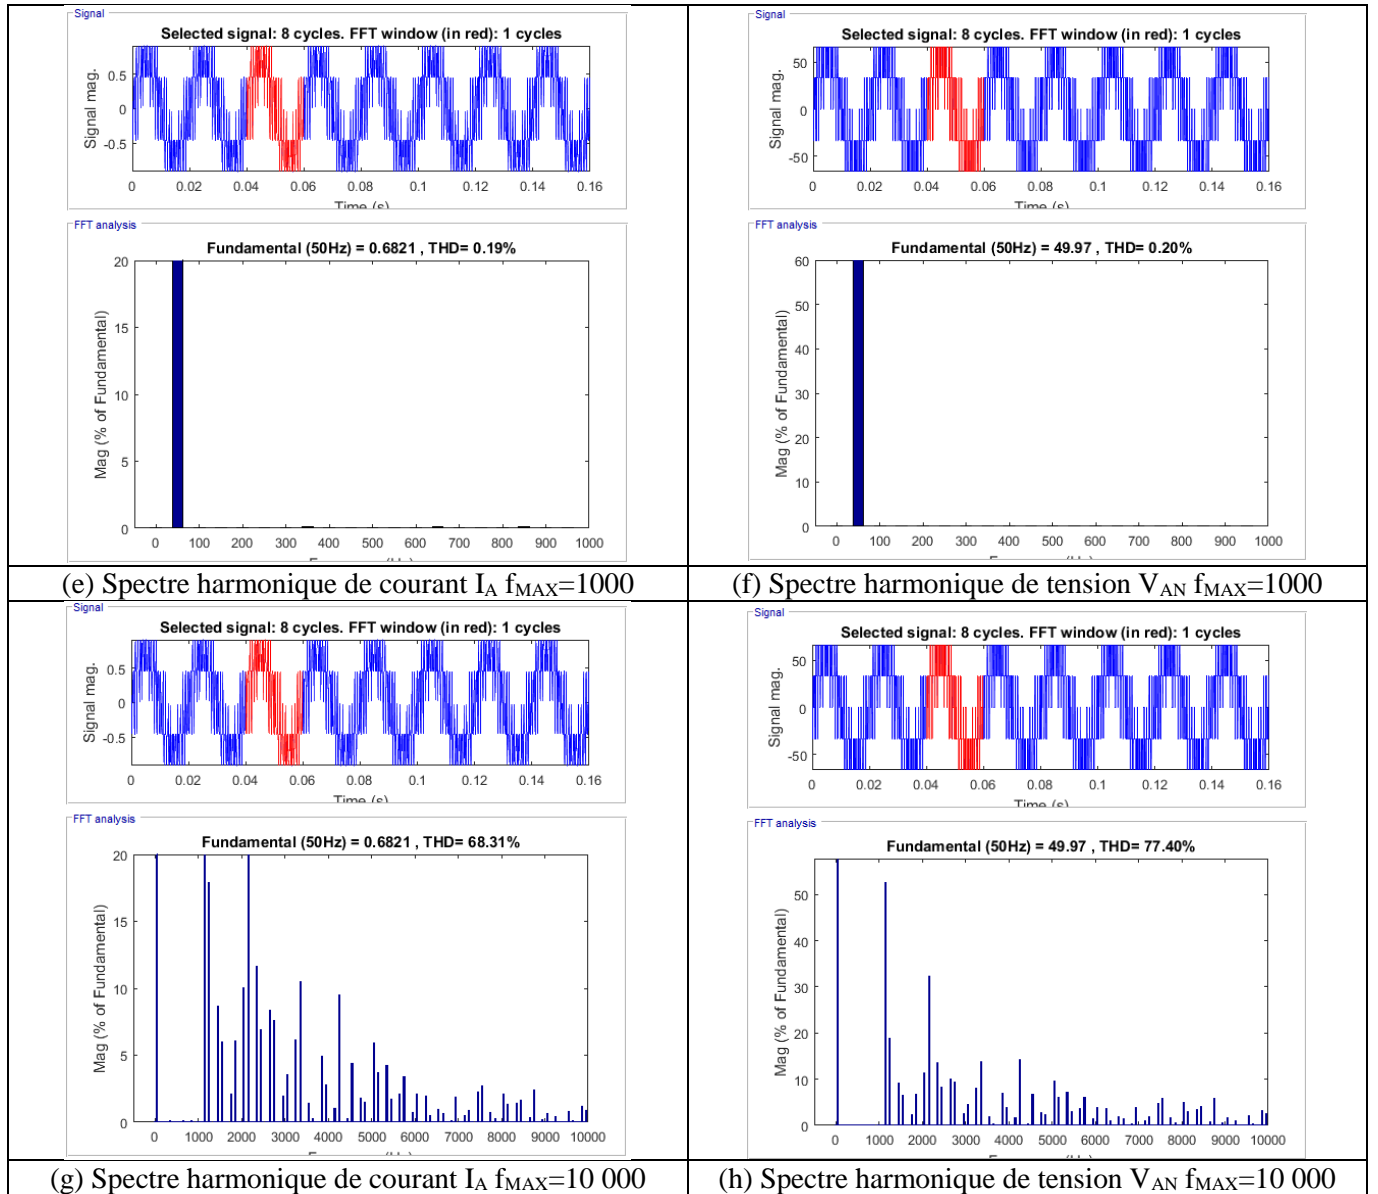 Signal
Selected signal: 8 cycles. FFT window (in red): 1 cycles
Signal mag.
0.5
0
-0.5
0 0.02 0.04 0.06 0.08 0.1 0.12 0.14 0.16
Time (s)
FFT analysis
Fundamental (50Hz) = 0.6821 , THD= 0.19%
Mag (% of Fundamental)
20
15
10
5
0
0 100 200 300 400 500 600 700 800 900 1000
Signal
Selected signal: 8 cycles. FFT window (in red): 1 cycles
Signal mag.
50
0
-50
0 0.02 0.04 0.06 0.08 0.1 0.12 0.14 0.16
Time (s)
FFT analysis
Fundamental (50Hz) = 49.97 , THD= 0.20%
Mag (% of Fundamental)
60
50
40
30
20
10
0
0 100 200 300 400 500 600 700 800 900 1000
(e) Spectre harmonique de courant IA fMAX=1000
(f) Spectre harmonique de tension VAN fMAX=1000
Signal
Selected signal: 8 cycles. FFT window (in red): 1 cycles
Signal mag.
0.5
0
-0.5
0 0.02 0.04 0.06 0.08 0.1 0.12 0.14 0.16
Time (s)
FFT analysis
Fundamental (50Hz) = 0.6821 , THD= 68.31%
Mag (% of Fundamental)
20
15
10
5
0
0 1000 2000 3000 4000 5000 6000 7000 8000 9000 10000
Signal
Selected signal: 8 cycles. FFT window (in red): 1 cycles
Signal mag.
50
0
-50
0 0.02 0.04 0.06 0.08 0.1 0.12 0.14 0.16
Time (s)
FFT analysis
Fundamental (50Hz) = 49.97 , THD= 77.40%
Mag (% of Fundamental)
50
40
30
20
10
0
0 1000 2000 3000 4000 5000 6000 7000 8000 9000 10000
(g) Spectre harmonique de courant IA fMAX=10 000
(h) Spectre harmonique de tension VAN fMAX=10 000